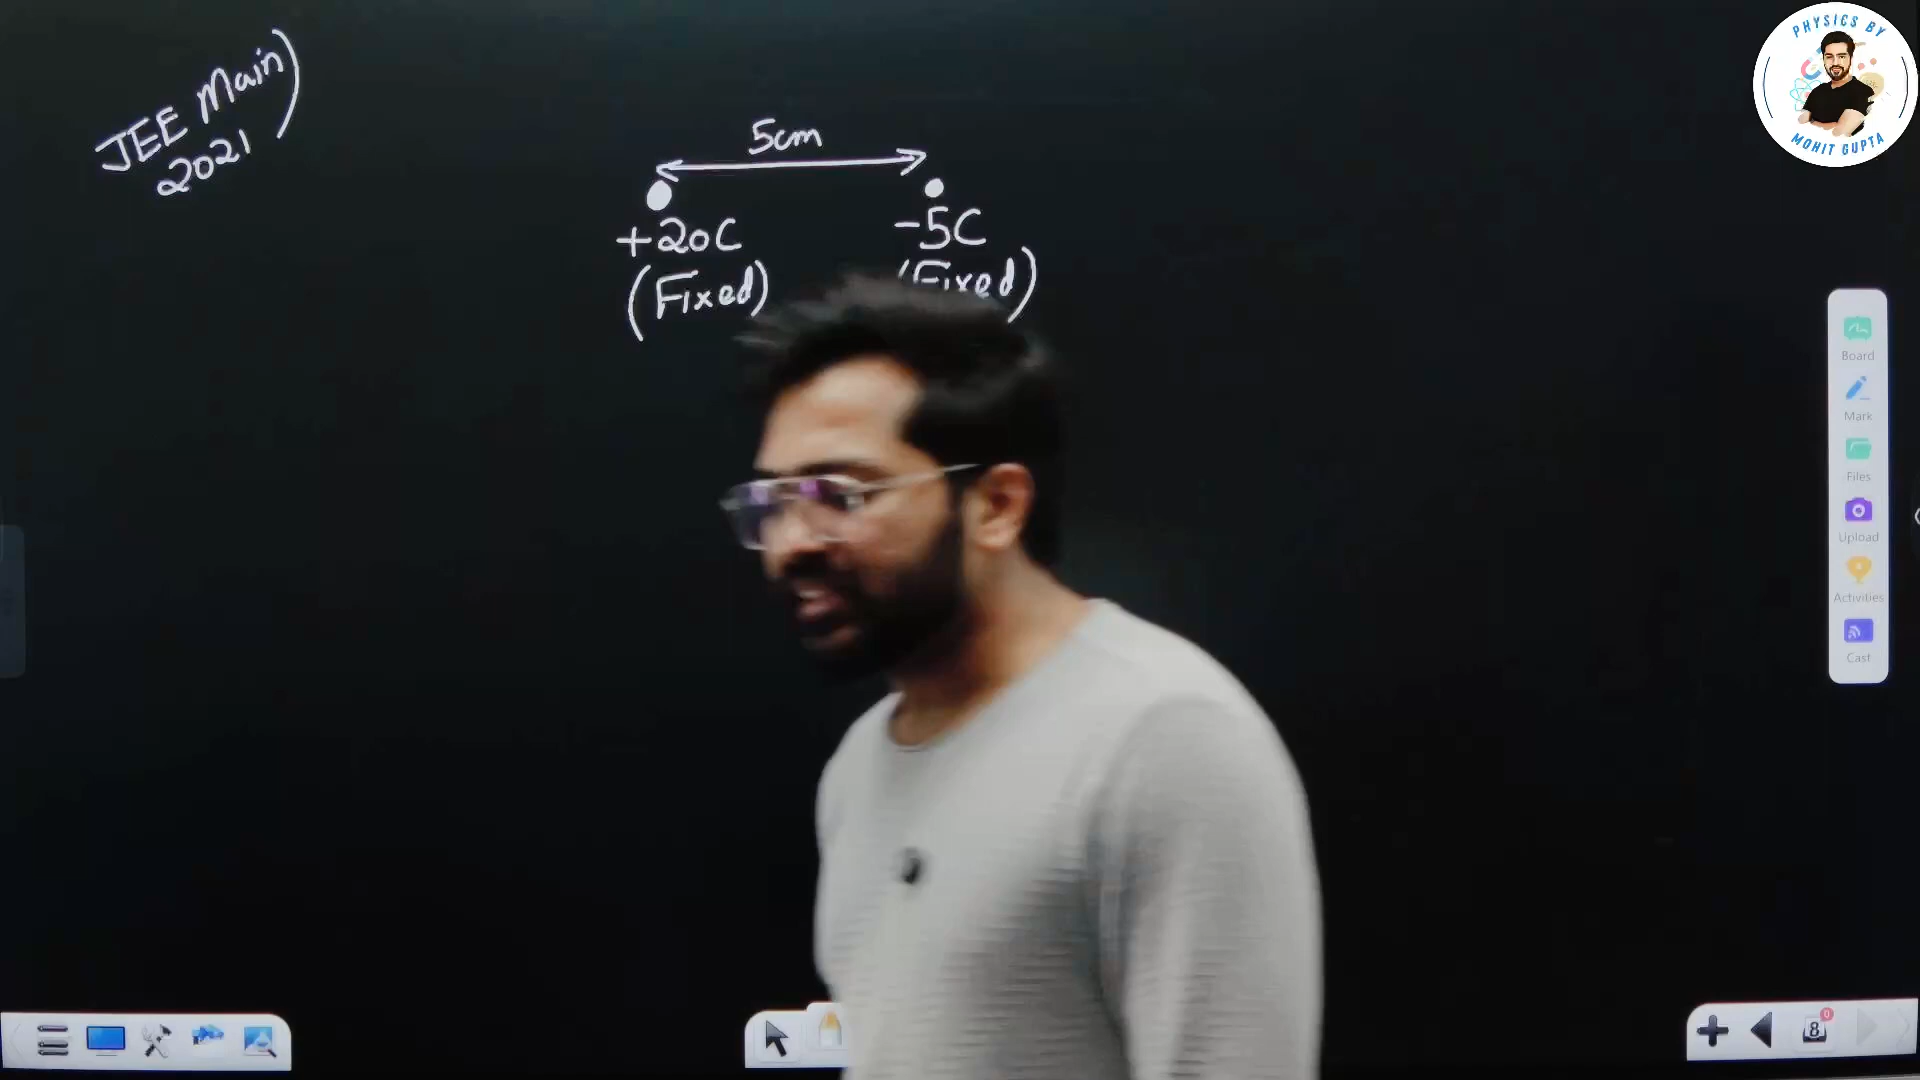 JEE Main)
2021
5cm
+20C
-5C
(Fixed)
(Fixed)
PHYSICS BY
MOHIT GUPTA
Board
Mark
Files
Upload
Activities
Cast
8
0